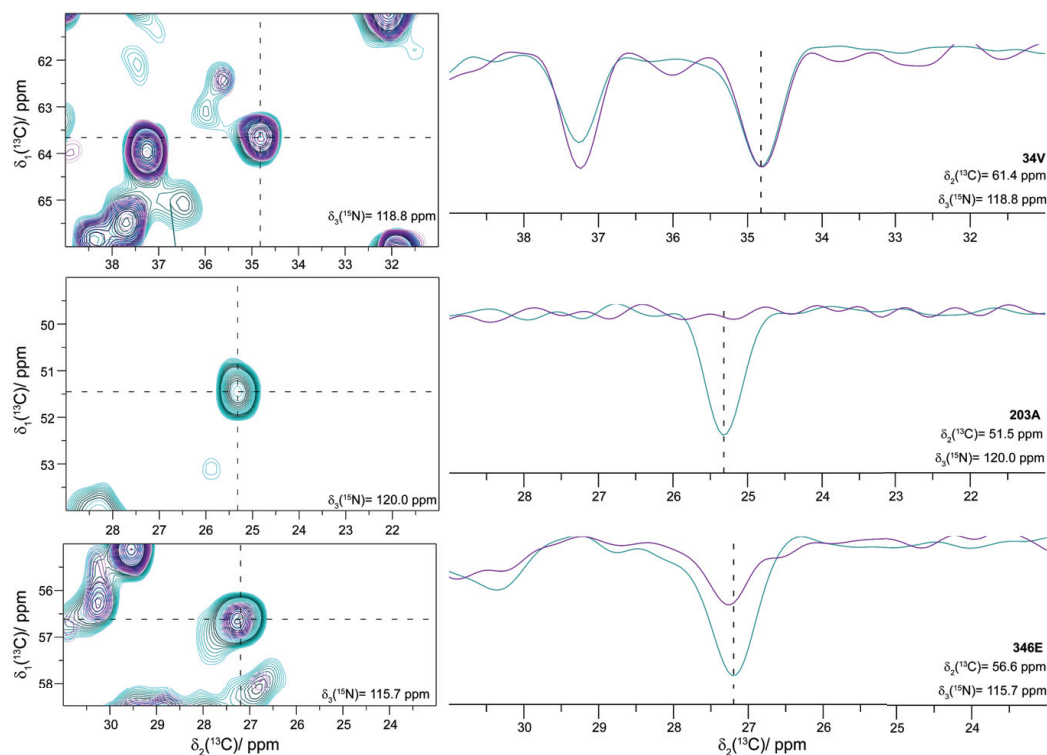 62
63
64
65
δ₁(¹³C)/ ppm
δ₃(¹⁵N)= 118.8 ppm
38 37 36 35 34 33 32
34V
δ₂(¹³C)= 61.4 ppm
δ₃(¹⁵N)= 118.8 ppm
38 37 36 35 34 33 32
50
51
52
53
δ₁(¹³C)/ ppm
δ₃(¹⁵N)= 120.0 ppm
28 27 26 25 24 23 22
203A
δ₂(¹³C)= 51.5 ppm
δ₃(¹⁵N)= 120.0 ppm
28 27 26 25 24 23 22
56
57
58
δ₁(¹³C)/ ppm
δ₃(¹⁵N)= 115.7 ppm
30 29 28 27 26 25 24
δ₂(¹³C)/ ppm
346E
δ₂(¹³C)= 56.6 ppm
δ₃(¹⁵N)= 115.7 ppm
30 29 28 27 26 25 24
δ₂(¹³C)/ ppm